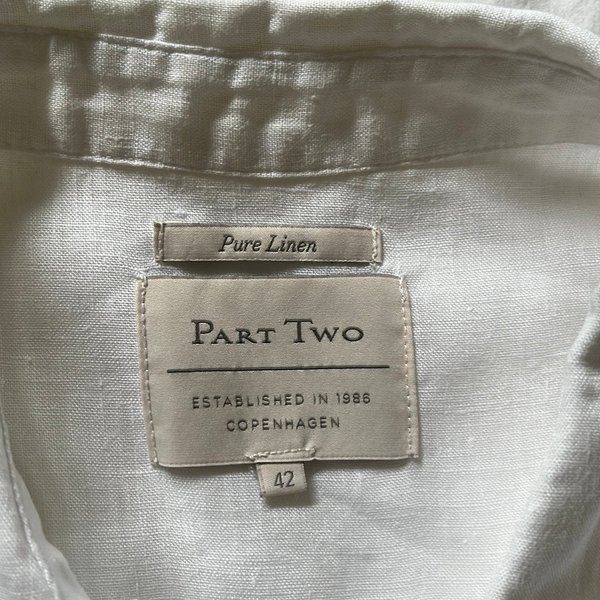 Pure Linen
PART TWO
ESTABLISHED IN 1986
COPENHAGEN
42